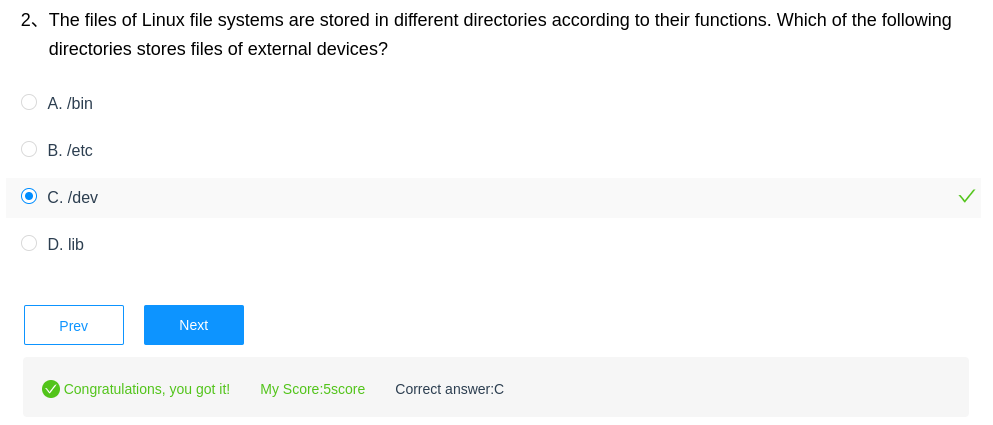 2、The files of Linux file systems are stored in different directories according to their functions. Which of the following
directories stores files of external devices?
A. /bin
B. /etc
C. /dev
D. lib
Prev Next
Congratulations, you got it! My Score:5score Correct answer:C